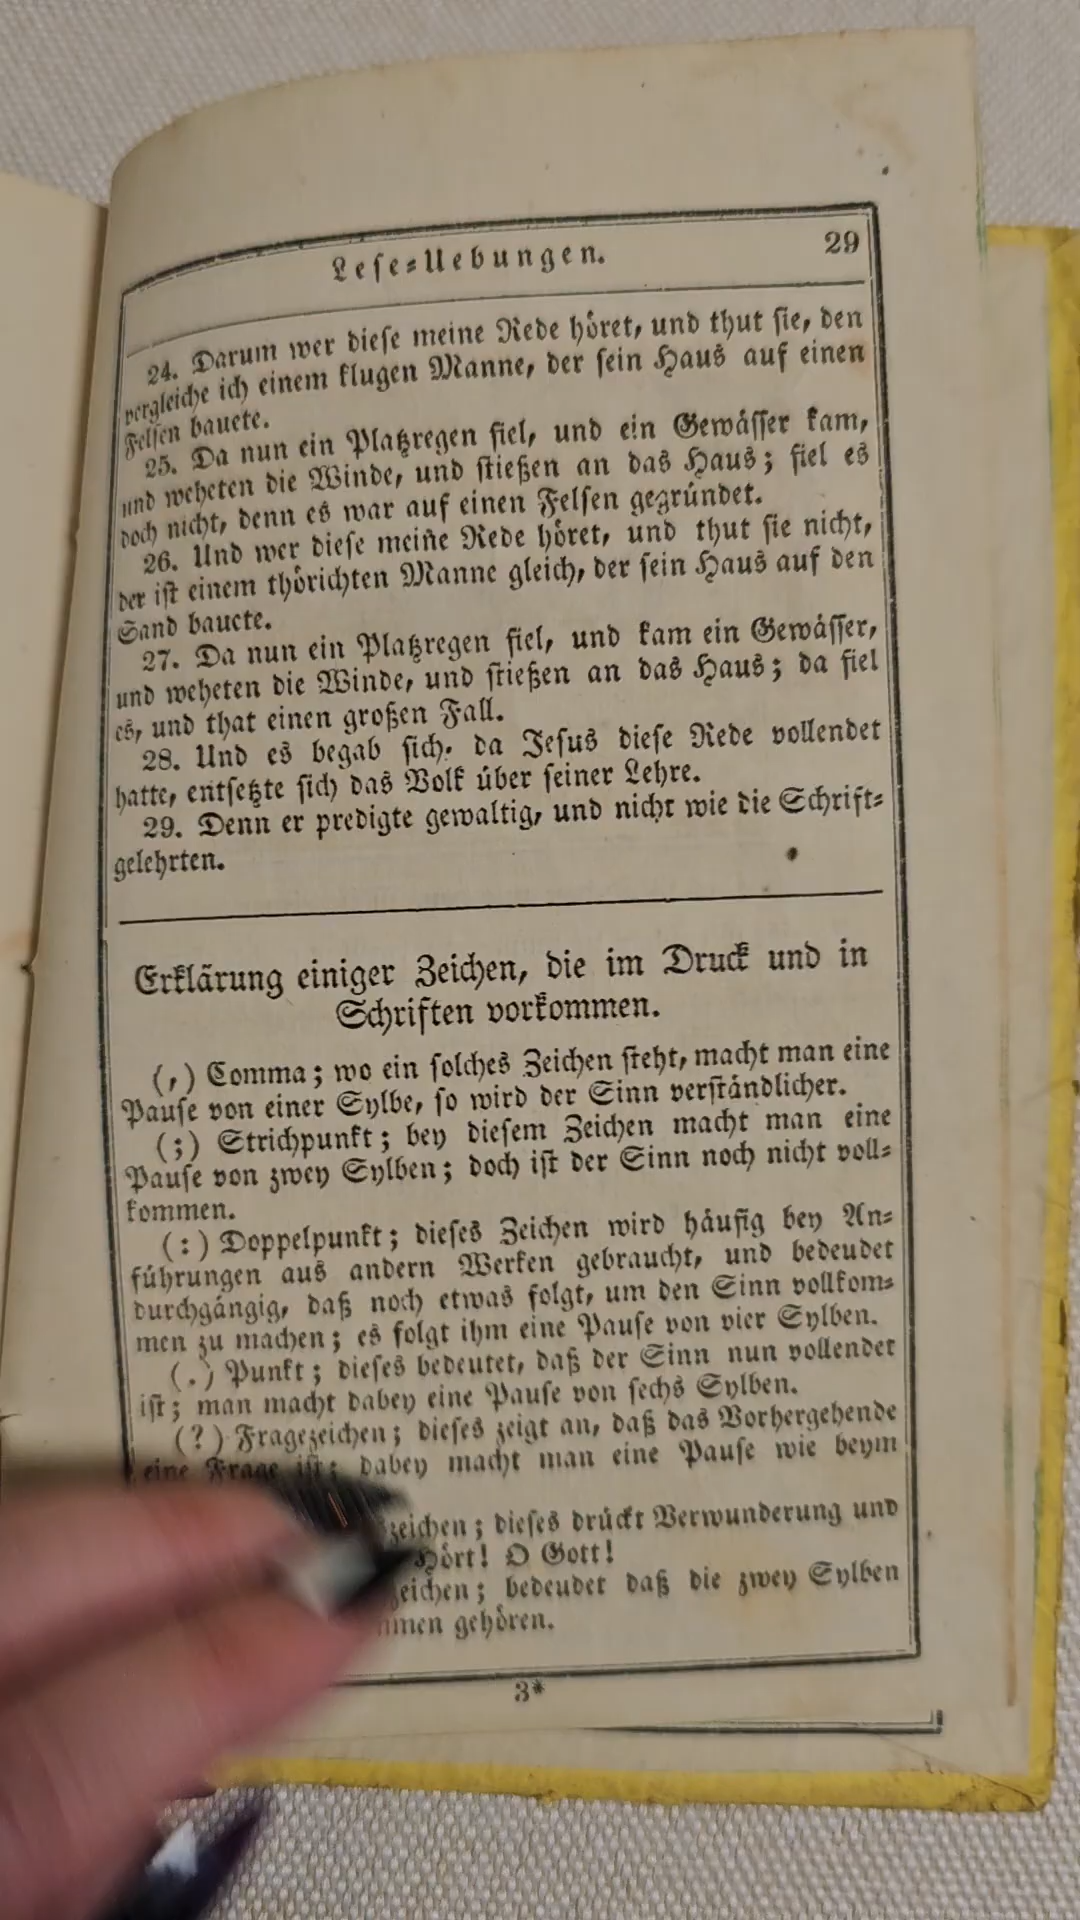 Lese=Uebungen. 29
24. Darum wer diese meine Rede höret, und thut sie, den
vergleiche ich einem klugen Manne, der sein Haus auf einen
Felsen bauete.
25. Da nun ein Platzregen fiel, und ein Gewässer kam,
und weheten die Winde, und stießen an das Haus; fiel es
doch nicht, denn es war auf einen Felsen gegründet.
26. Und wer diese meine Rede höret, und thut sie nicht,
der ist einem thörichten Manne gleich, der sein Haus auf den
Sand bauete.
27. Da nun ein Platzregen fiel, und kam ein Gewässer,
und weheten die Winde, und stießen an das Haus; da fiel
es, und that einen großen Fall.
28. Und es begab sich. da Jesus diese Rede vollendet
hatte, entsetzte sich das Volk über seiner Lehre.
29. Denn er predigte gewaltig, und nicht wie die Schrift=
gelehrten.
Erklärung einiger Zeichen, die im Druck und in
Schriften vorkommen.
(,) Comma; wo ein solches Zeichen steht, macht man eine
Pause von einer Sylbe, so wird der Sinn verständlicher.
(;) Strichpunkt; bey diesem Zeichen macht man eine
Pause von zwey Sylben; doch ist der Sinn noch nicht voll=
kommen.
(:) Doppelpunkt; dieses Zeichen wird häufig bey An=
führungen aus andern Werken gebraucht, und bedeudet
durchgängig, daß noch etwas folgt, um den Sinn vollkom=
men zu machen; es folgt ihm eine Pause von vier Sylben.
(.) Punkt; dieses bedeutet, daß der Sinn nun vollendet
ist; man macht dabey eine Pause von sechs Sylben.
(?) Fragezeichen; dieses zeigt an, daß das Vorhergehende
eine Frage ist; dabey macht man eine Pause wie beym
zeichen; dieses drückt Verwunderung und
Hört! O Gott!
zeichen; bedeudet daß die zwey Sylben
gehören.
3*